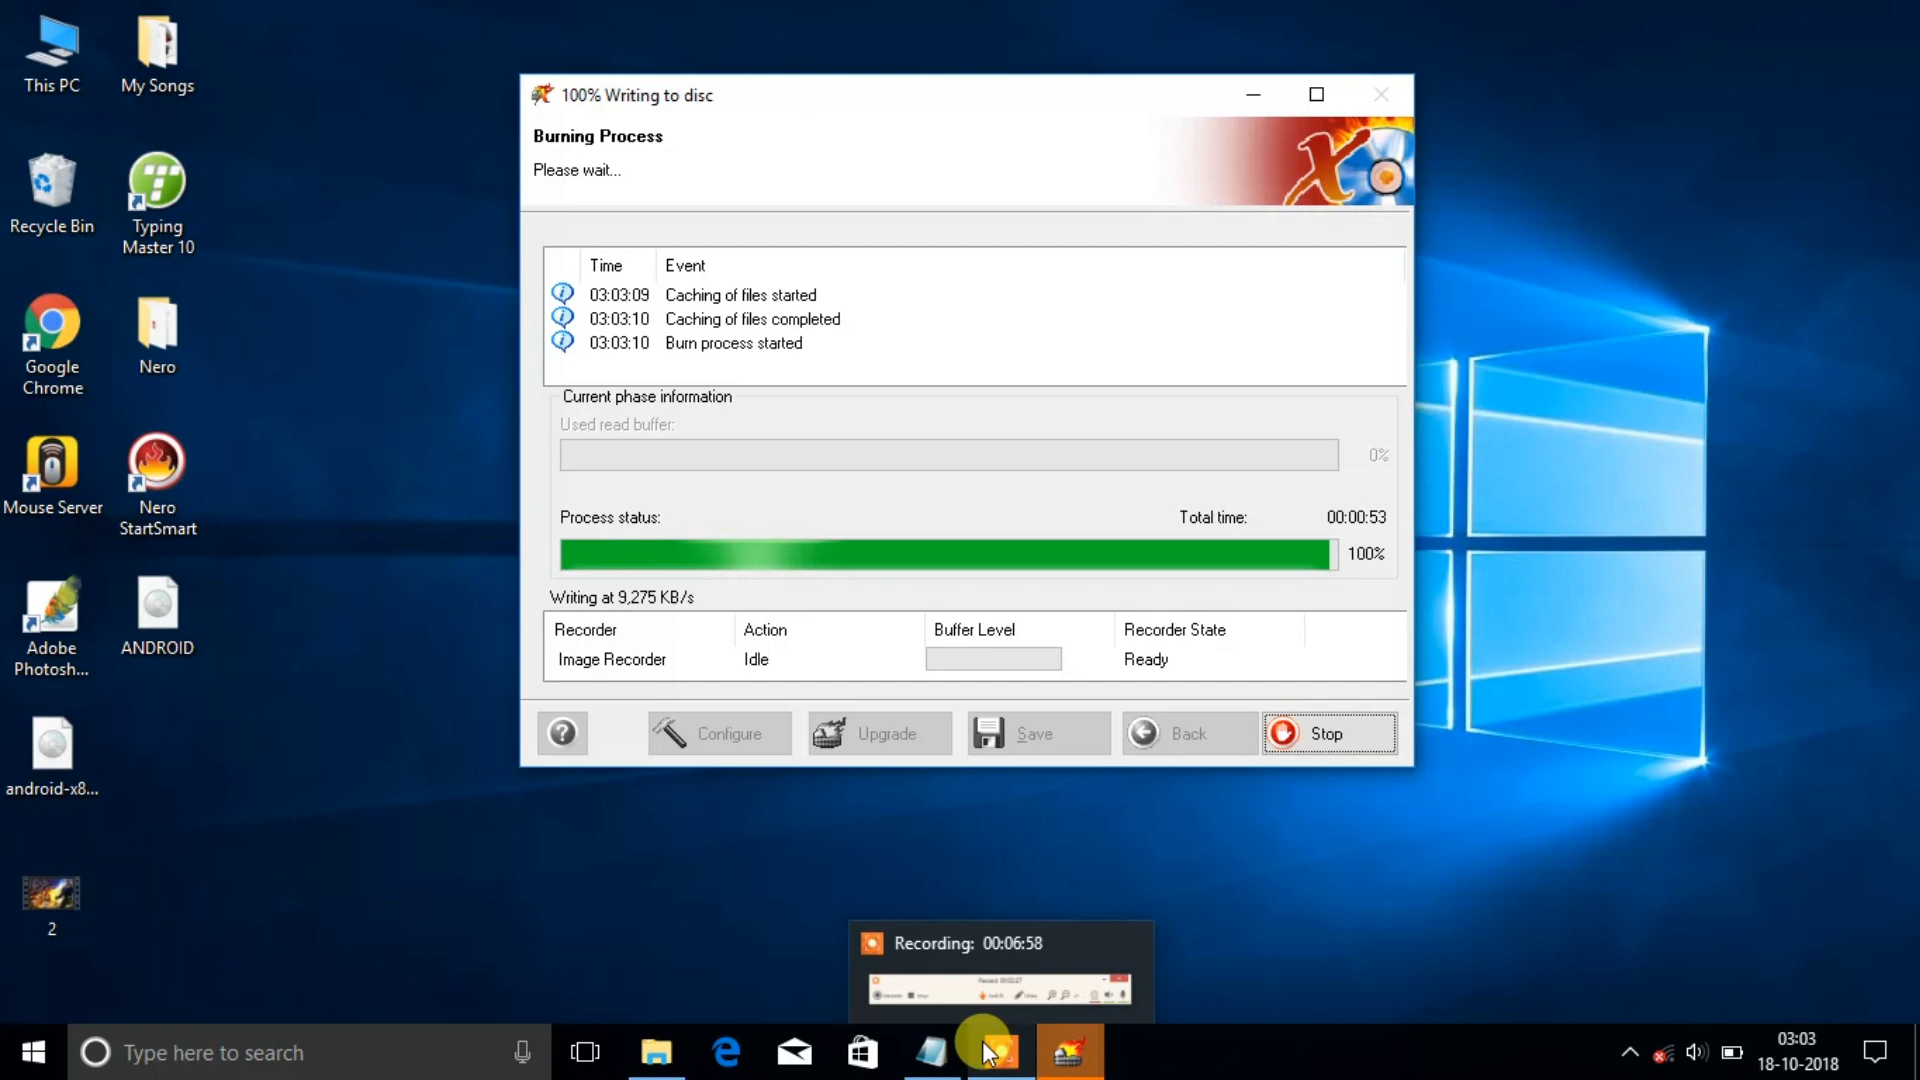 This PC
My Songs
Recycle Bin
Typing
Master 10
Google
Chrome
Nero
Mouse Server
Nero
StartSmart
Adobe
Photosh...
ANDROID
android-x8...
2
100% Writing to disc
Burning Process
Please wait...
Time Event
03:03:09 Caching of files started
03:03:10 Caching of files completed
03:03:10 Burn process started
Current phase information
Used read buffer:
0%
Process status: Total time: 00:00:53
100%
Writing at 9,275 KB/s
Recorder Action Buffer Level Recorder State
Image Recorder Idle Ready
Configure Upgrade Save Back Stop
Recording: 00:06:58
Type here to search
03:03
18-10-2018